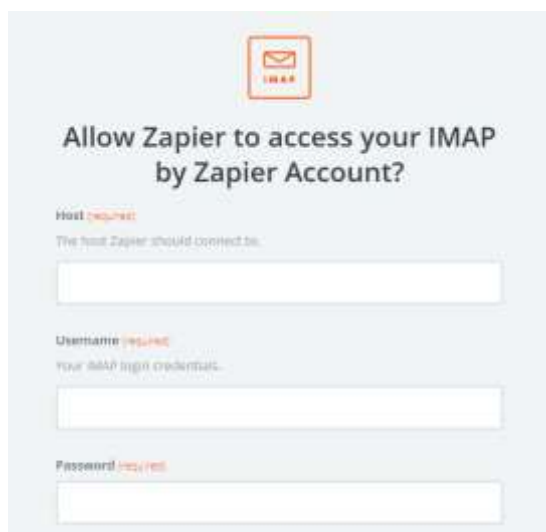 IMAP
Allow Zapier to access your IMAP
by Zapier Account?
Host (required)
The host Zapier should connect to.
Username (required)
Your IMAP login credentials.
Password (required)